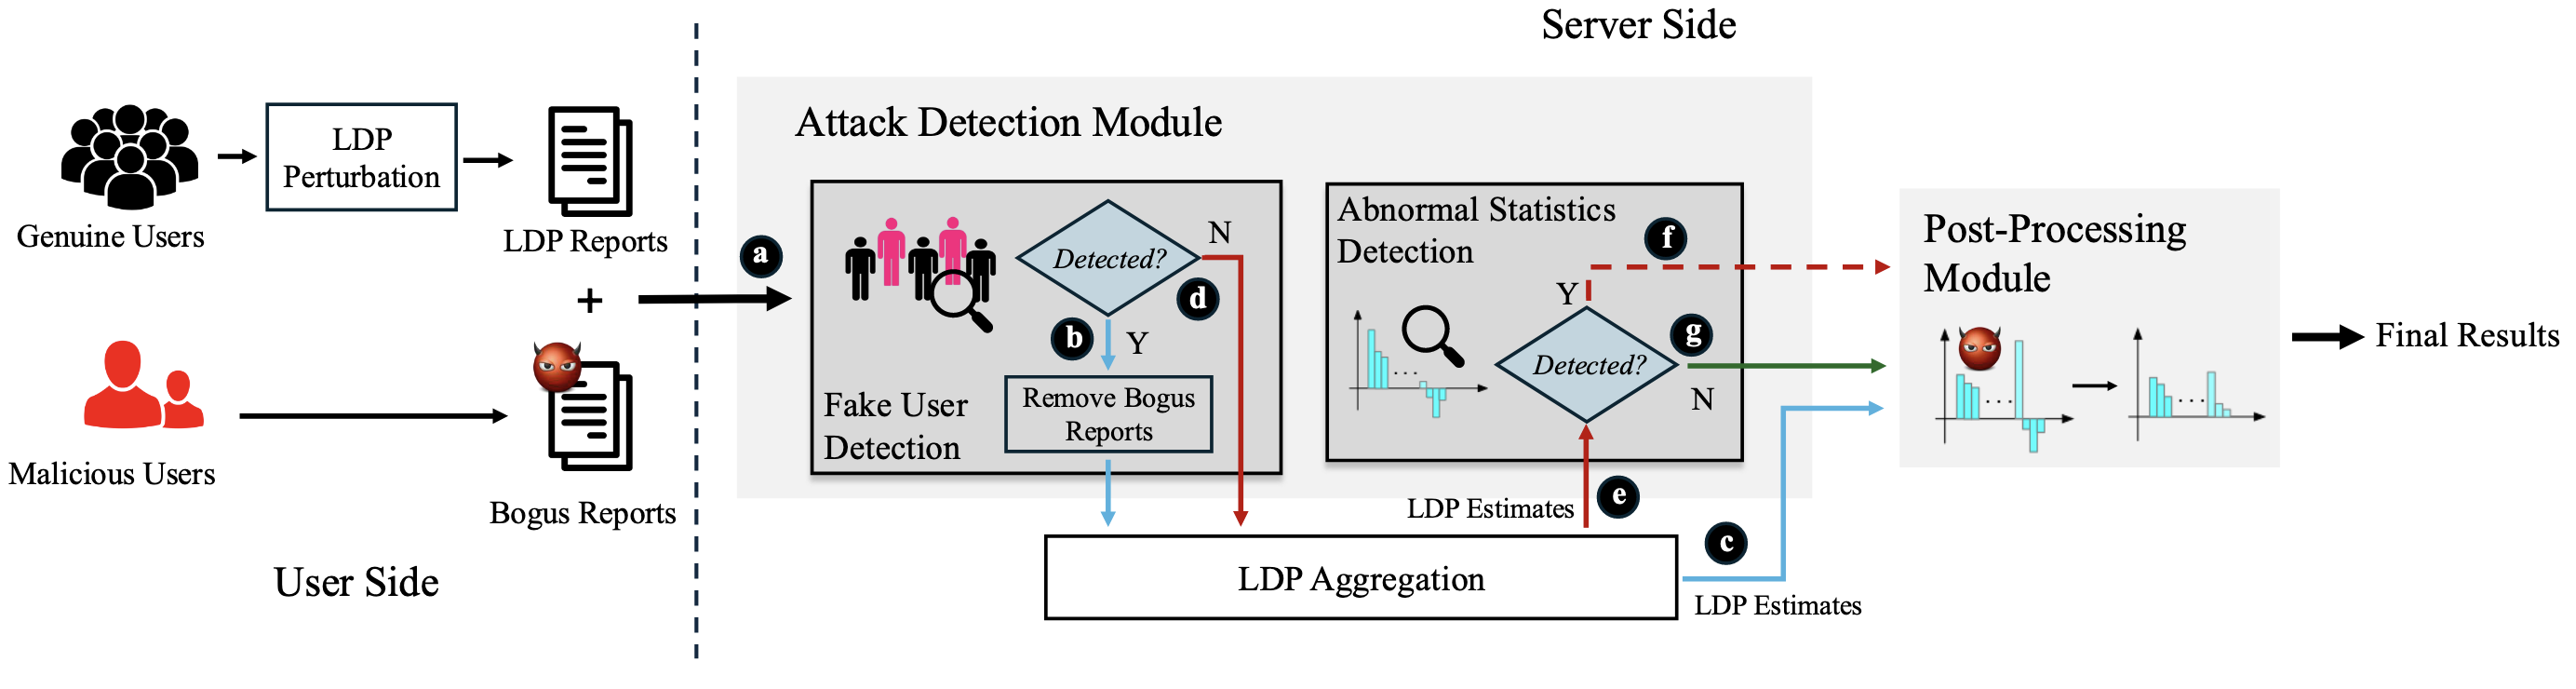 Server Side
Attack Detection Module
LDP
Perturbation
Genuine Users
LDP Reports
+
Malicious Users
Bogus Reports
User Side
a
Detected?
N
d
b
Y
Fake User
Detection
Remove Bogus
Reports
Abnormal Statistics
Detection
f
Y
g
Detected?
N
...
LDP Estimates
e
c
LDP Aggregation
LDP Estimates
Post-Processing
Module
...
...
Final Results